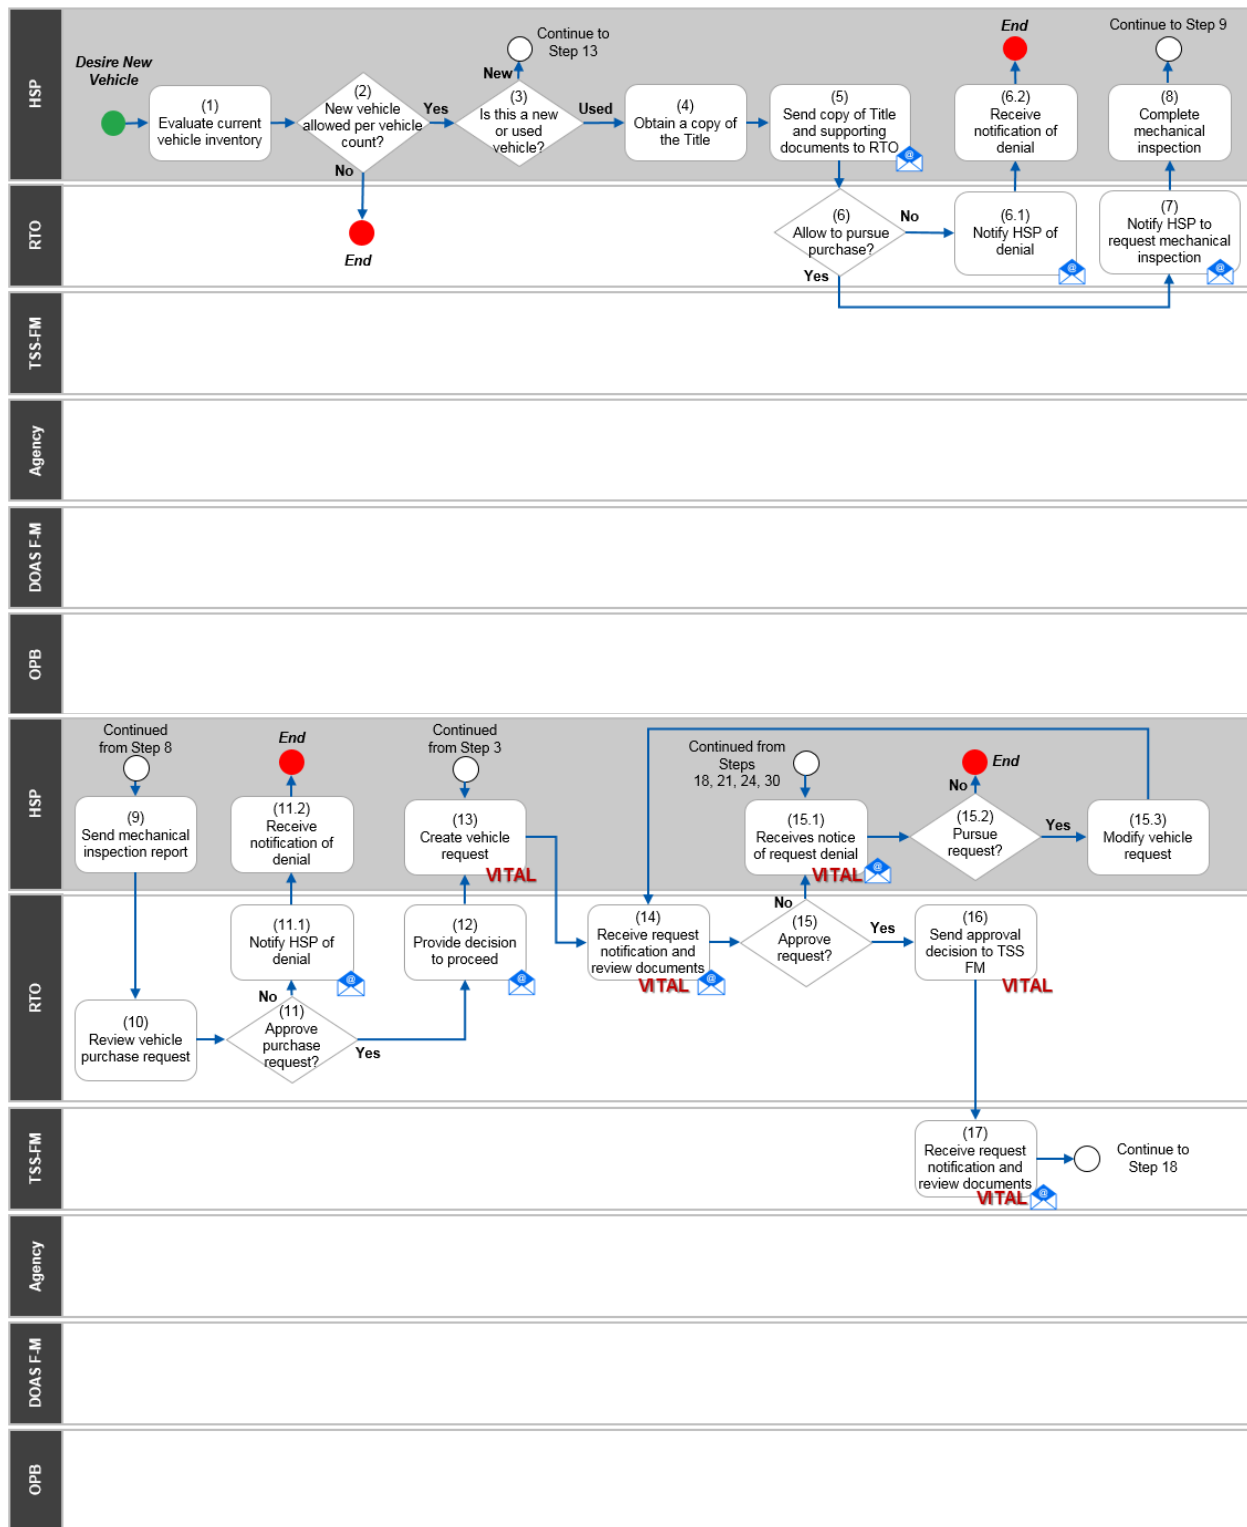 HSP
Desire New
Vehicle
(1)
Evaluate current
vehicle inventory
(2)
New vehicle
allowed per vehicle
count?
Yes
No
End
(3)
Is this a new
or used
vehicle?
New
Continue to
Step 13
Used
(4)
Obtain a copy of
the Title
(5)
Send copy of Title
and supporting
documents to RTO
@
End
(6.2)
Receive
notification of
denial
Continue to Step 9
(8)
Complete
mechanical
inspection
RTO
(6)
Allow to pursue
purchase?
No
Yes
(6.1)
Notify HSP of
denial
@
(7)
Notify HSP to
request mechanical
inspection
@
TSS-FM
Agency
DOAS F-M
OPB
HSP
Continued
from Step 8
(9)
Send mechanical
inspection report
End
(11.2)
Receive
notification of
denial
Continued
from Step 3
(13)
Create vehicle
request
VITAL
Continued from
Steps
18, 21, 24, 30
(15.1)
Receives notice
of request denial
VITAL
@
End
No
(15.2)
Pursue
request?
Yes
(15.3)
Modify vehicle
request
RTO
(10)
Review vehicle
purchase request
(11.1)
Notify HSP of
denial
@
No
(11)
Approve
purchase
request?
Yes
(12)
Provide decision
to proceed
@
(14)
Receive request
notification and
review documents
VITAL
@
No
(15)
Approve
request?
Yes
(16)
Send approval
decision to TSS
FM
VITAL
TSS-FM
(17)
Receive request
notification and
review documents
VITAL
@
Continue to
Step 18
Agency
DOAS F-M
OPB